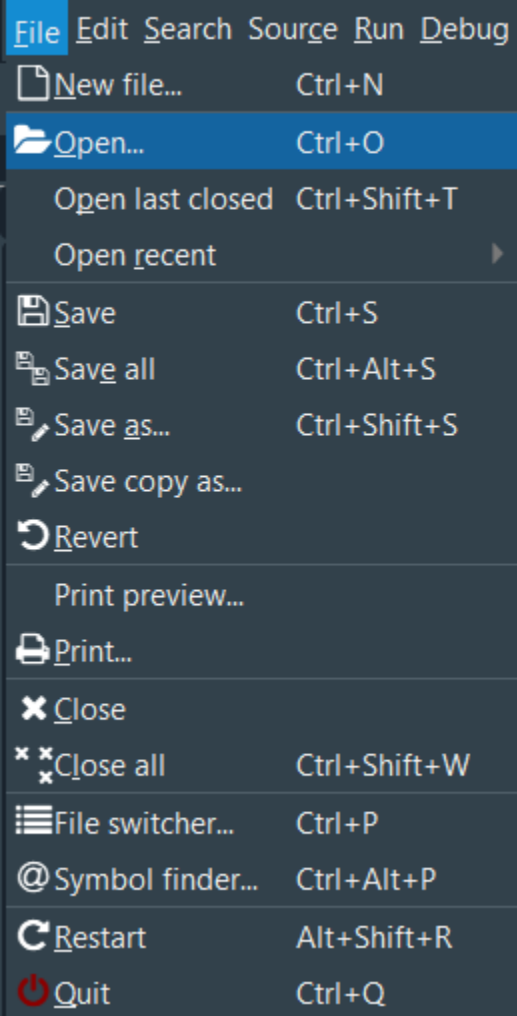 File Edit Search Source Run Debug
New file... Ctrl+N
Open... Ctrl+O
Open last closed Ctrl+Shift+T
Open recent
Save Ctrl+S
Save all Ctrl+Alt+S
Save as... Ctrl+Shift+S
Save copy as...
Revert
Print preview...
Print...
Close
Close all Ctrl+Shift+W
File switcher... Ctrl+P
Symbol finder... Ctrl+Alt+P
Restart Alt+Shift+R
Quit Ctrl+Q